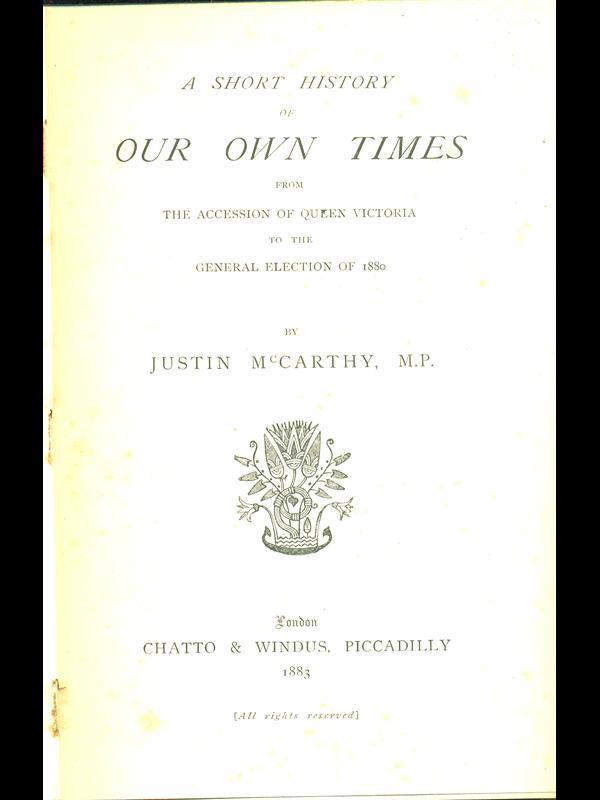 A SHORT HISTORY
OF
OUR OWN TIMES
FROM
THE ACCESSION OF QUEEN VICTORIA
TO THE
GENERAL ELECTION OF 1880
BY
JUSTIN McCARTHY, M.P.
London
CHATTO & WINDUS, PICCADILLY
1883
[All rights reserved]